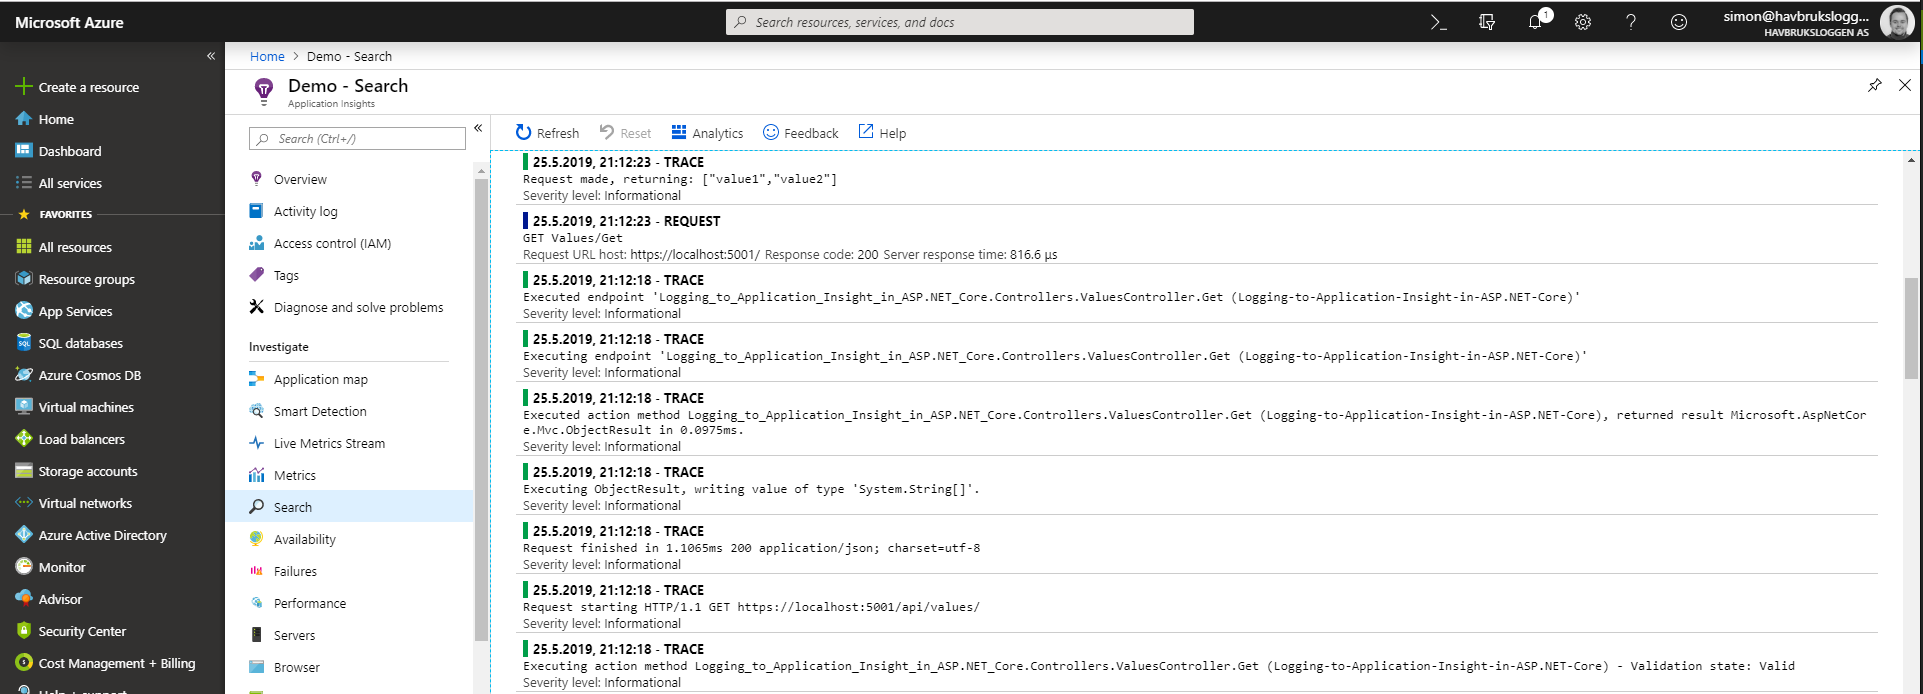 Microsoft Azure
Search resources, services, and docs
1
simon@havbrukslogg...
HAVBRUKSLOGGEN AS
Create a resource
Home
Dashboard
All services
FAVORITES
All resources
Resource groups
App Services
SQL databases
Azure Cosmos DB
Virtual machines
Load balancers
Storage accounts
Virtual networks
Azure Active Directory
Monitor
Advisor
Security Center
Cost Management + Billing
Help + support
Home > Demo - Search
Demo - Search
Application Insights
Search (Ctrl+/)
Overview
Activity log
Access control (IAM)
Tags
Diagnose and solve problems
Investigate
Application map
Smart Detection
Live Metrics Stream
Metrics
Search
Availability
Failures
Performance
Servers
Browser
Refresh Reset Analytics Feedback Help
25.5.2019, 21:12:23 - TRACE
Request made, returning: ["value1","value2"]
Severity level: Informational
25.5.2019, 21:12:23 - REQUEST
GET Values/Get
Request URL host: https://localhost:5001/ Response code: 200 Server response time: 816.6 µs
25.5.2019, 21:12:18 - TRACE
Executed endpoint 'Logging_to_Application_Insight_in_ASP.NET_Core.Controllers.ValuesController.Get (Logging-to-Application-Insight-in-ASP.NET-Core)'
Severity level: Informational
25.5.2019, 21:12:18 - TRACE
Executing endpoint 'Logging_to_Application_Insight_in_ASP.NET_Core.Controllers.ValuesController.Get (Logging-to-Application-Insight-in-ASP.NET-Core)'
Severity level: Informational
25.5.2019, 21:12:18 - TRACE
Executed action method Logging_to_Application_Insight_in_ASP.NET_Core.Controllers.ValuesController.Get (Logging-to-Application-Insight-in-ASP.NET-Core), returned result Microsoft.AspNetCor
e.Mvc.ObjectResult in 0.0975ms.
Severity level: Informational
25.5.2019, 21:12:18 - TRACE
Executing ObjectResult, writing value of type 'System.String[]'.
Severity level: Informational
25.5.2019, 21:12:18 - TRACE
Request finished in 1.1065ms 200 application/json; charset=utf-8
Severity level: Informational
25.5.2019, 21:12:18 - TRACE
Request starting HTTP/1.1 GET https://localhost:5001/api/values/
Severity level: Informational
25.5.2019, 21:12:18 - TRACE
Executing action method Logging_to_Application_Insight_in_ASP.NET_Core.Controllers.ValuesController.Get (Logging-to-Application-Insight-in-ASP.NET-Core) - Validation state: Valid
Severity level: Informational